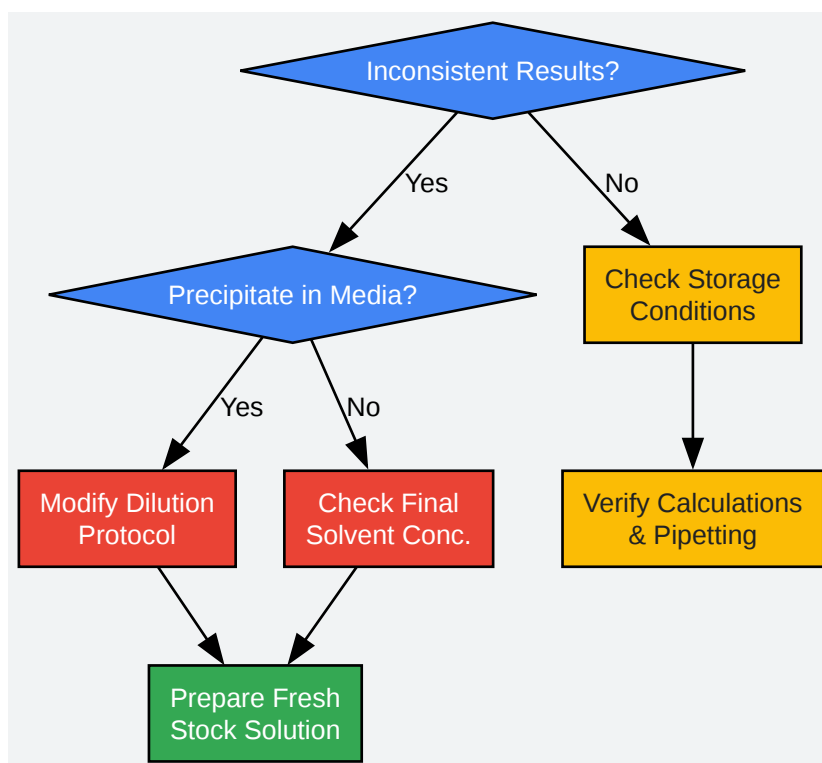 Inconsistent Results?
Yes
No
Precipitate in Media?
Check Storage
Conditions
Yes
No
Modify Dilution
Protocol
Check Final
Solvent Conc.
Verify Calculations
& Pipetting
Prepare Fresh
Stock Solution